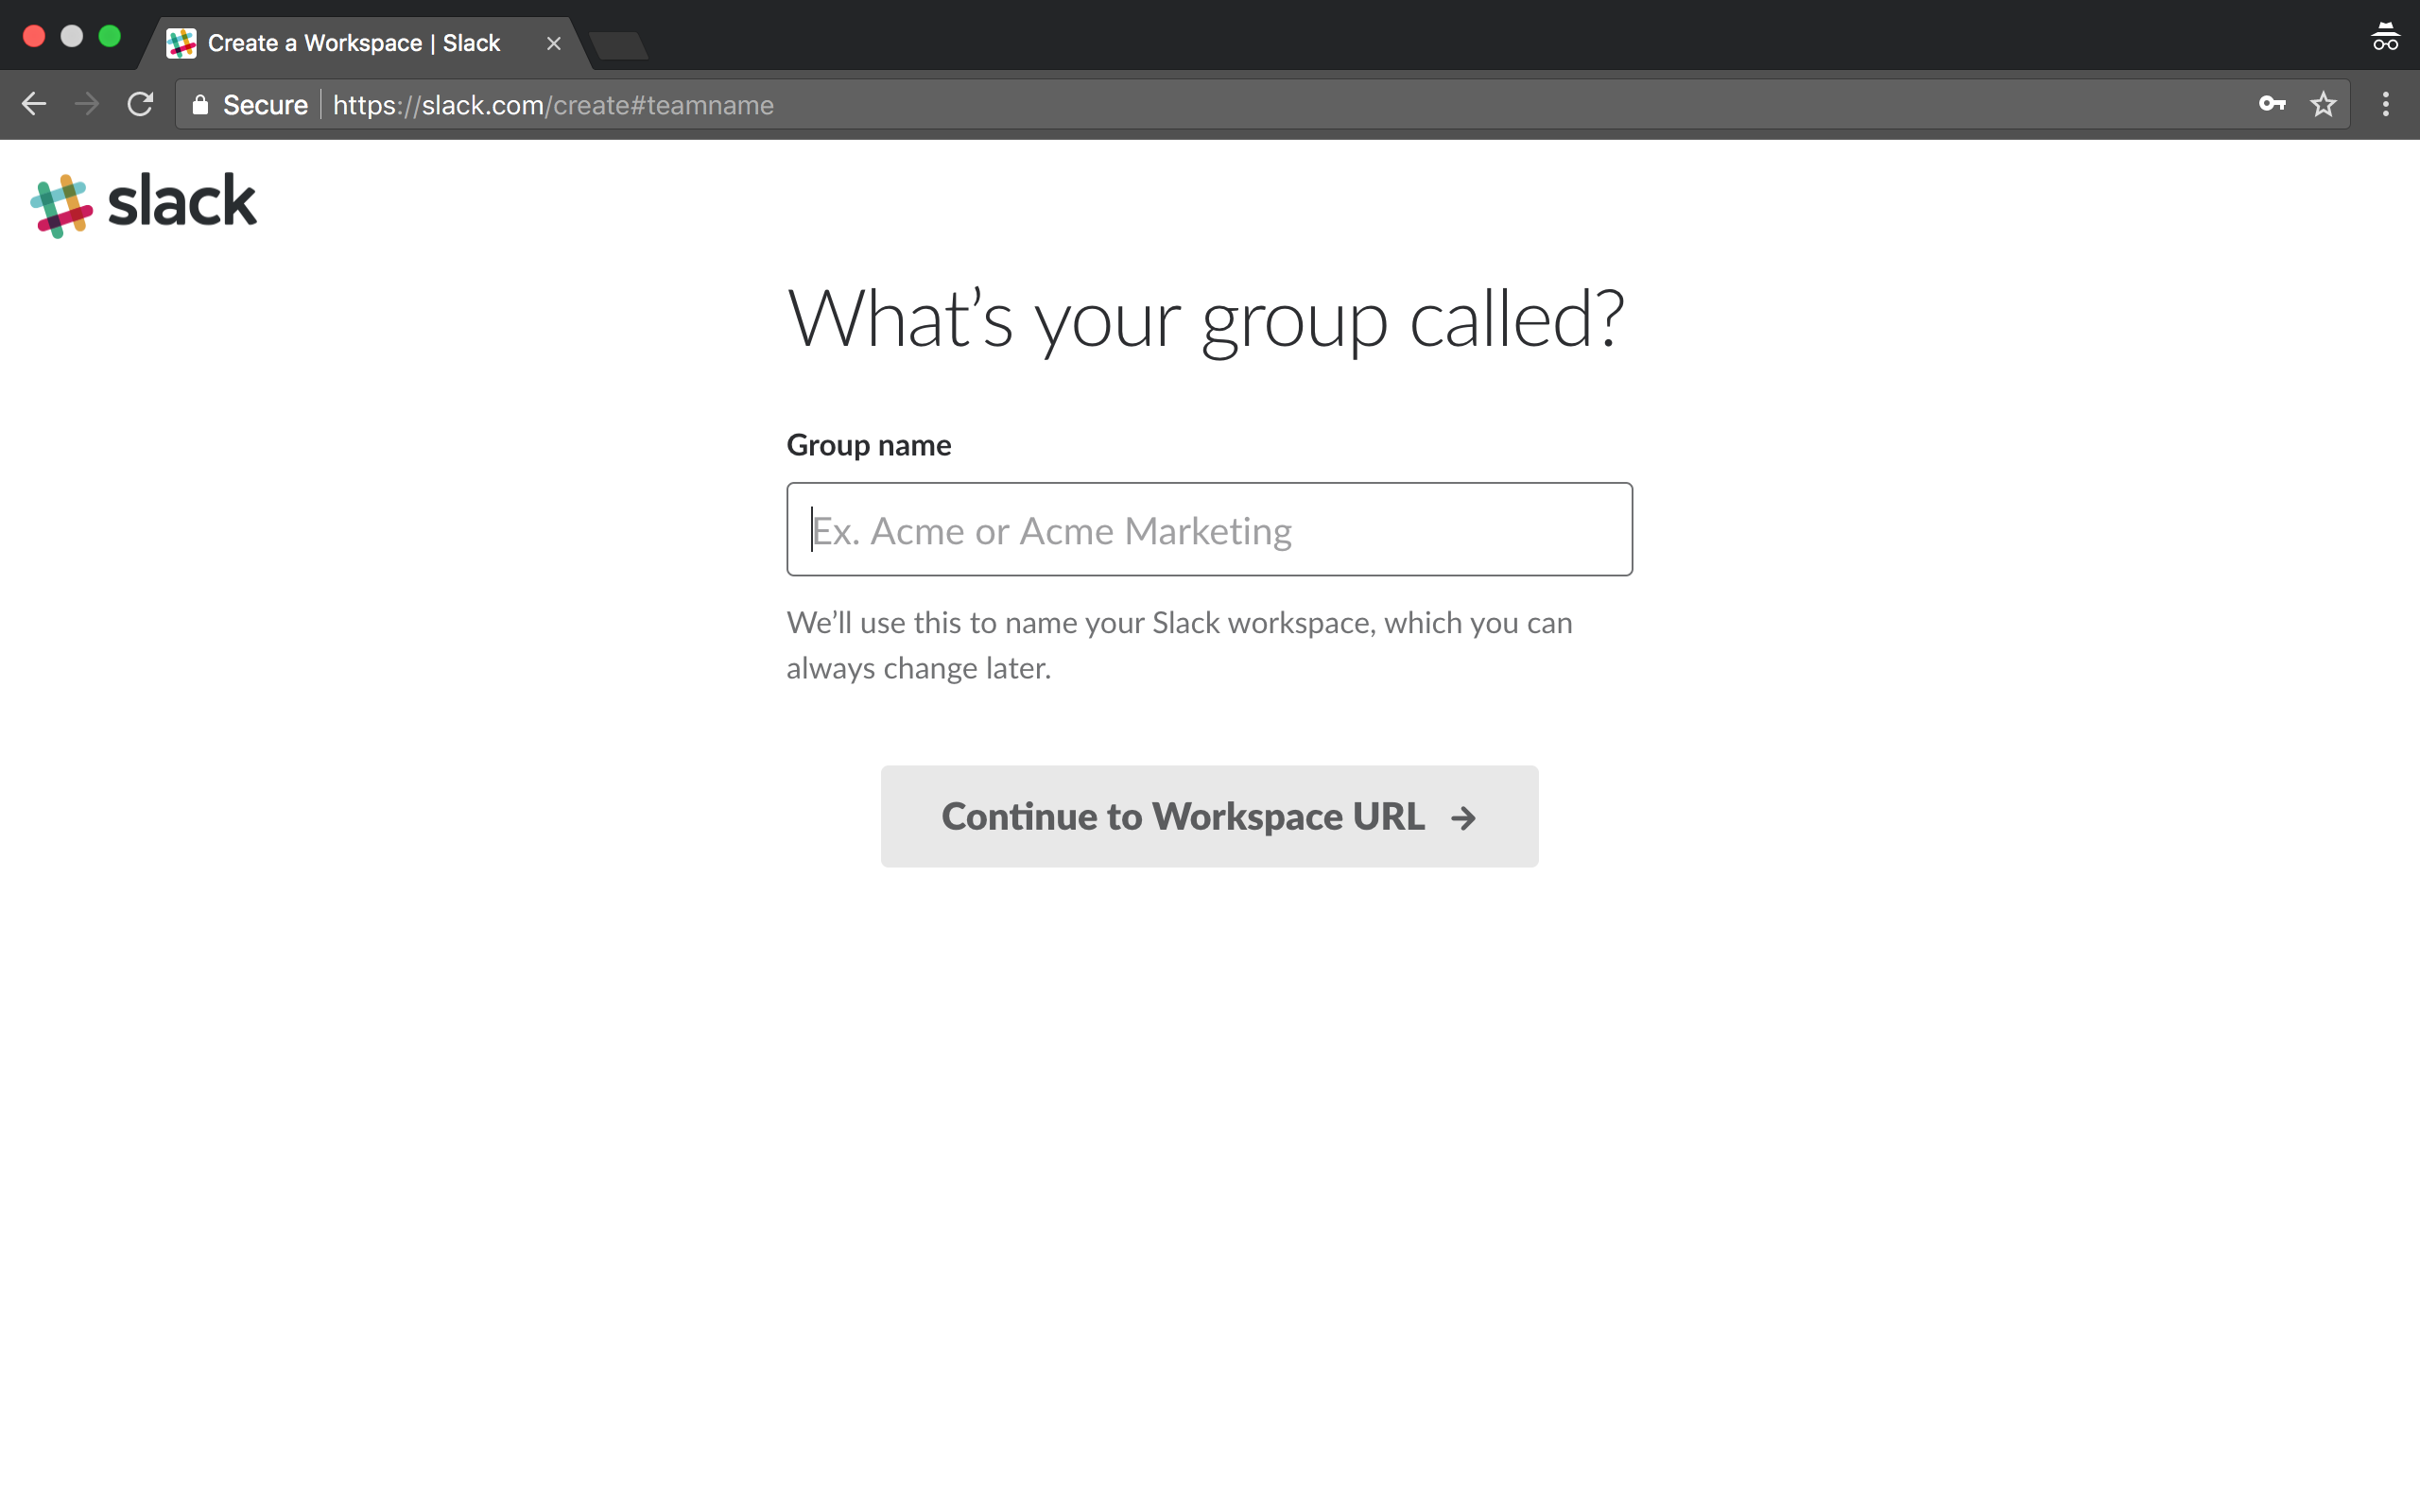 Create a Workspace | Slack
Secure https://slack.com/create#teamname
slack
What’s your group called?
Group name
Ex. Acme or Acme Marketing
We’ll use this to name your Slack workspace, which you can
always change later.
Continue to Workspace URL →